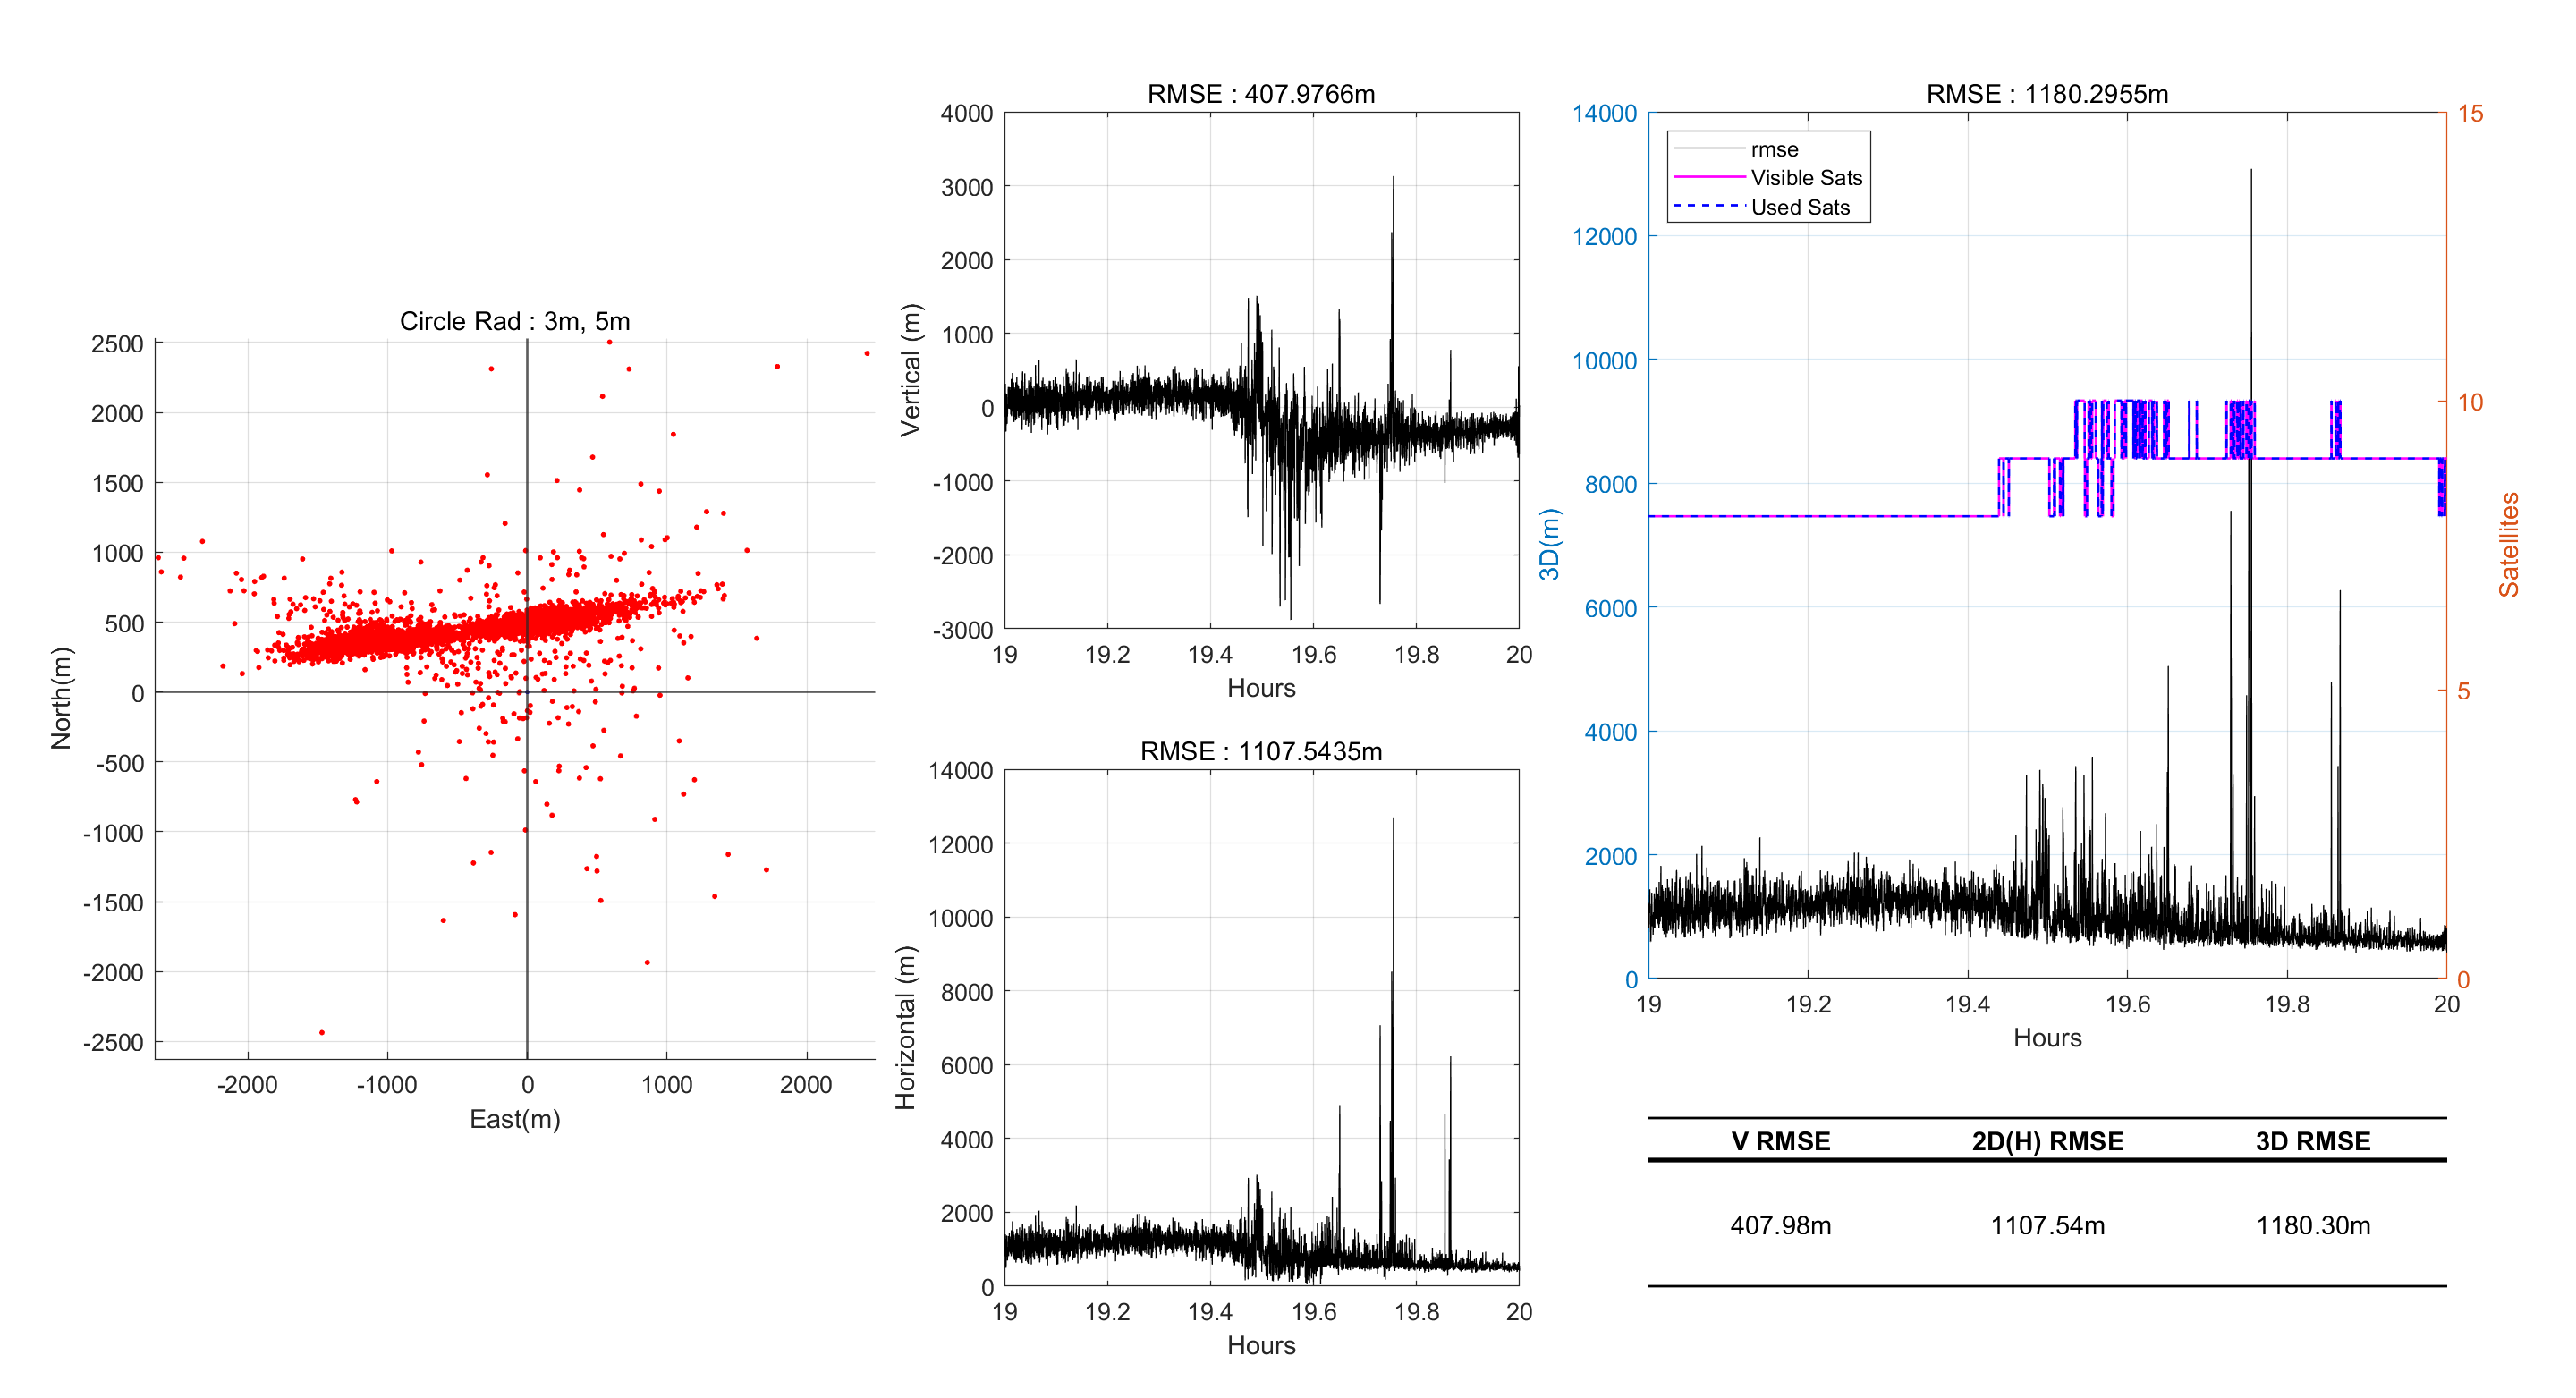 Circle Rad : 3m, 5m
2500
2000
1500
1000
500
0
-500
-1000
-1500
-2000
-2500
North(m)
-2000 -1000 0 1000 2000
East(m)
RMSE : 407.9766m
4000
3000
2000
1000
0
-1000
-2000
-3000
Vertical (m)
19 19.2 19.4 19.6 19.8 20
Hours
RMSE : 1107.5435m
14000
12000
10000
8000
6000
4000
2000
0
Horizontal (m)
19 19.2 19.4 19.6 19.8 20
Hours
RMSE : 1180.2955m
14000
12000
10000
8000
6000
4000
2000
0
3D(m)
rmse
Visible Sats
Used Sats
15
10
5
0
Satellites
19 19.2 19.4 19.6 19.8 20
Hours
V RMSE 2D(H) RMSE 3D RMSE
407.98m 1107.54m 1180.30m